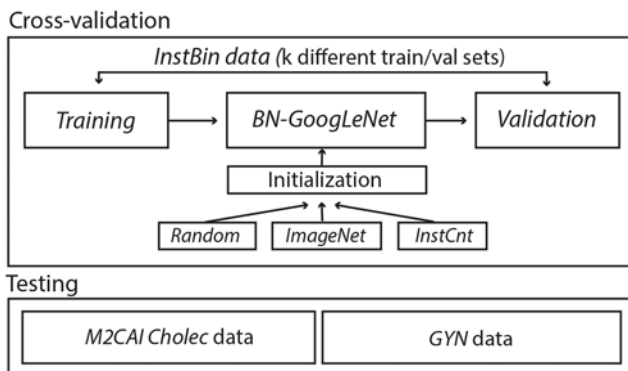 Cross-validation
InstBin data (k different train/val sets)
Training
BN-GoogLeNet
Validation
Initialization
Random
ImageNet
InstCnt
Testing
M2CAI Cholec data
GYN data